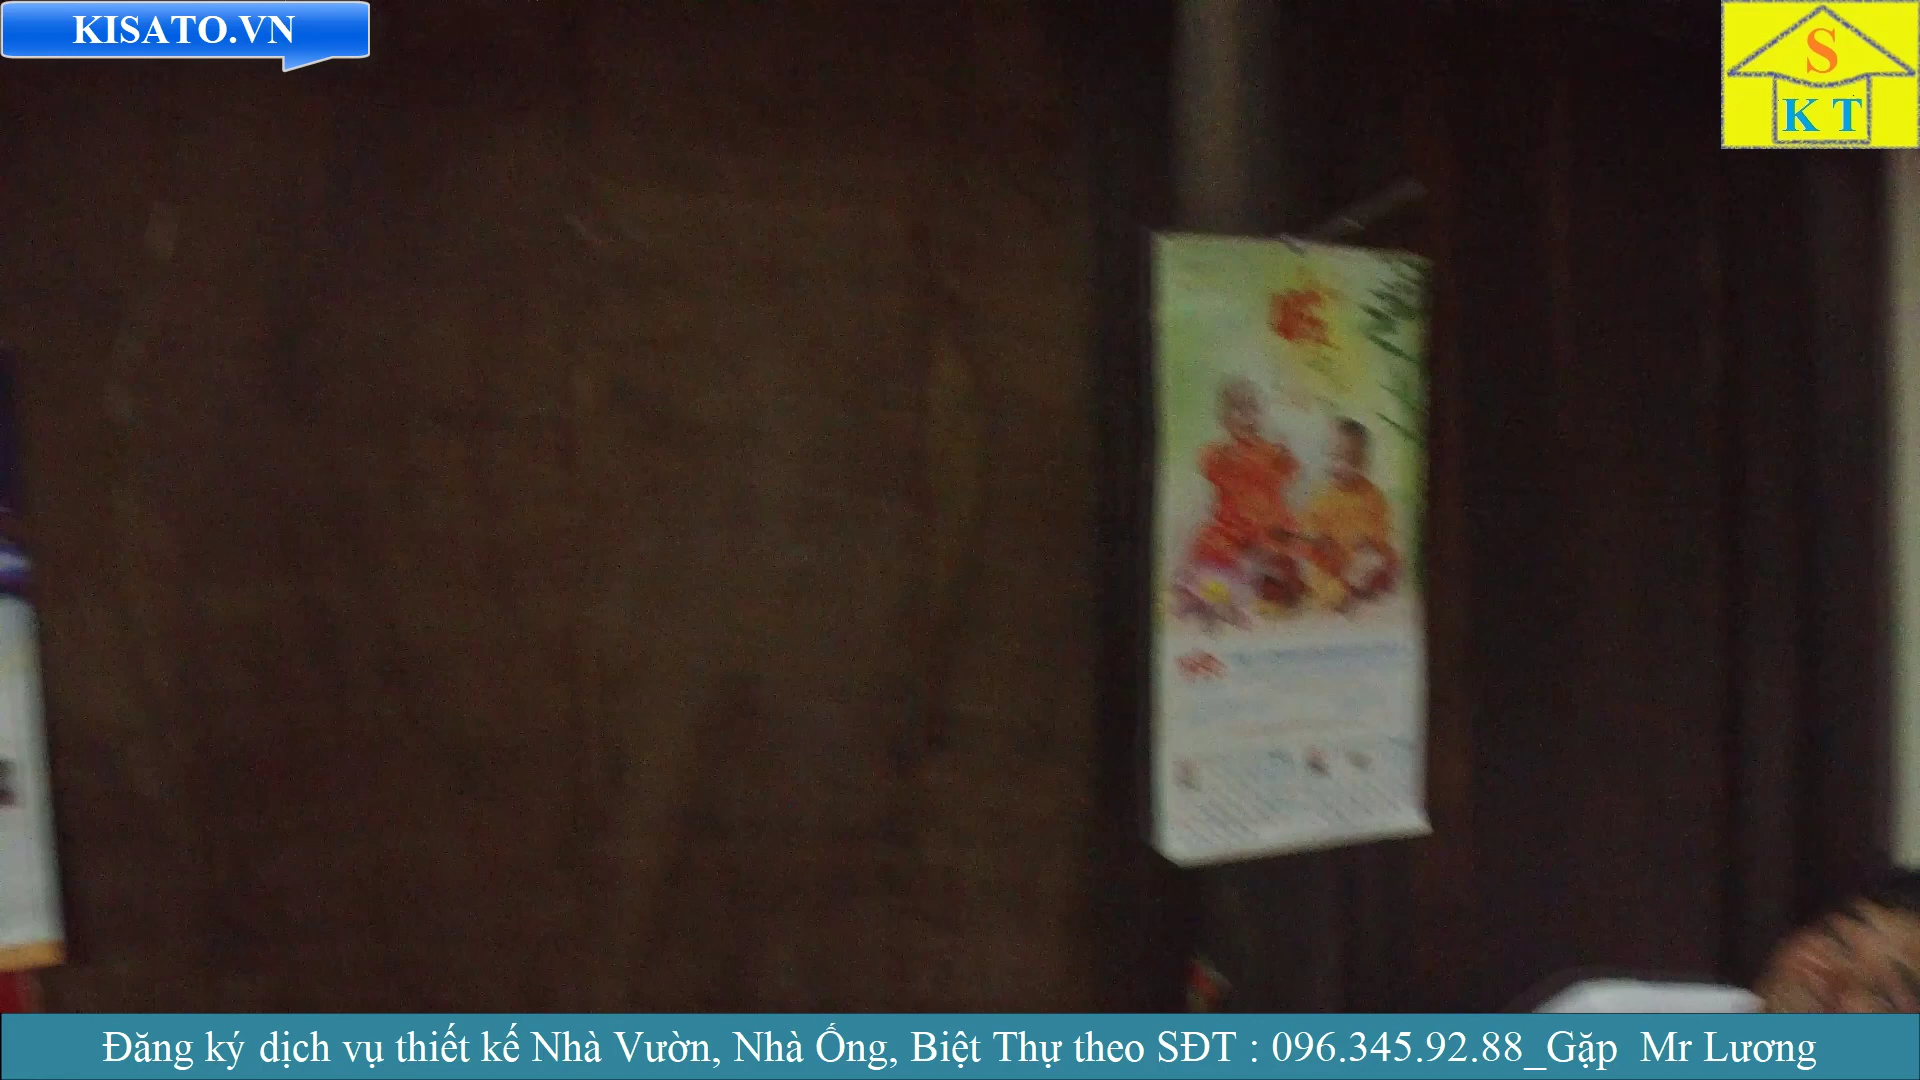 KISATO.VN
S
K T
Đăng ký dịch vụ thiết kế Nhà Vườn, Nhà Ống, Biệt Thự theo SĐT : 096.345.92.88_Gặp  Mr Lương